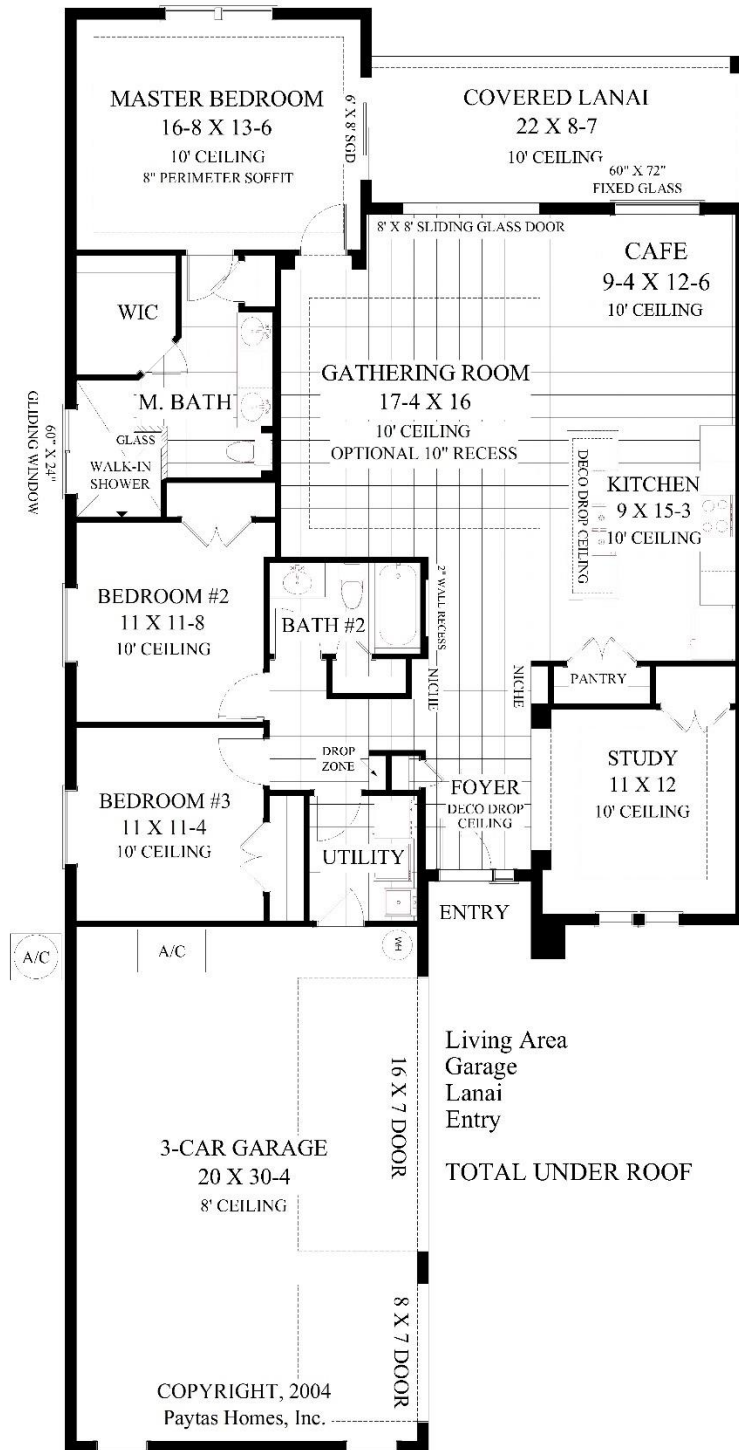 MASTER BEDROOM
16-8 X 13-6
10' CEILING
8" PERIMETER SOFFIT
6' X 8' SGD
COVERED LANAI
22 X 8-7
10' CEILING
60" X 72"
FIXED GLASS
8' X 8' SLIDING GLASS DOOR
CAFE
9-4 X 12-6
10' CEILING
WIC
GATHERING ROOM
17-4 X 16
10' CEILING
OPTIONAL 10" RECESS
M. BATH
GLASS
WALK-IN
SHOWER
60" X 24"
GLIDING WINDOW
DECO DROP CEILING
KITCHEN
9 X 15-3
10' CEILING
BEDROOM #2
11 X 11-8
10' CEILING
BATH #2
2" WALL RECESS
NICHE
NICHE
PANTRY
DROP
ZONE
FOYER
DECO DROP
CEILING
STUDY
11 X 12
10' CEILING
BEDROOM #3
11 X 11-4
10' CEILING
UTILITY
ENTRY
A/C
A/C
WH
16 X 7 DOOR
Living Area
Garage
Lanai
Entry
TOTAL UNDER ROOF
3-CAR GARAGE
20 X 30-4
8' CEILING
8 X 7 DOOR
COPYRIGHT, 2004
Paytas Homes, Inc.